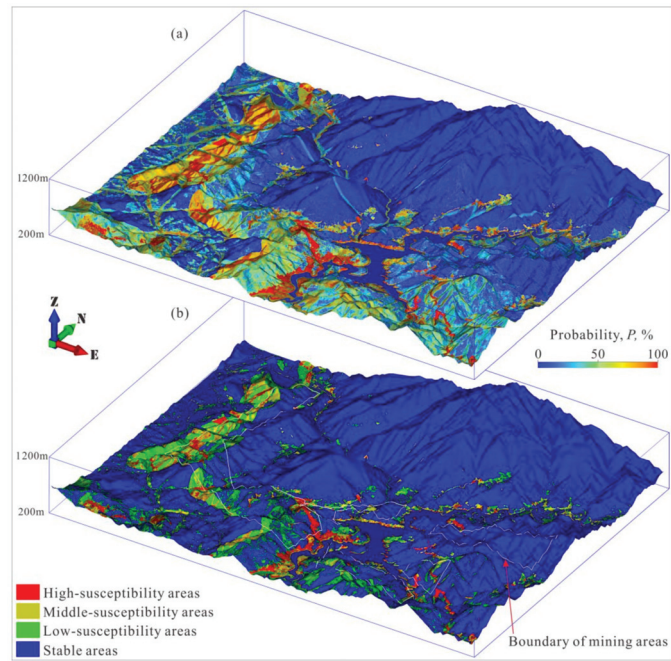 (a)
1200m
200m
Z
N
E
(b)
Probability, P, %
0 50 100
1200m
200m
High-susceptibility areas
Middle-susceptibility areas
Low-susceptibility areas
Stable areas
Boundary of mining areas